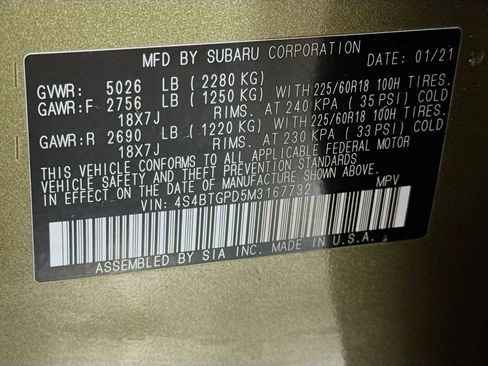 MFD BY SUBARU CORPORATION DATE: 01/21
GVWR: 5026 LB (2280 KG)
GAWR:F 2756 LB (1250 KG) WITH 225/60R18 100H TIRES.
18X7J RIMS. AT 240 KPA (35 PSI) COLD
GAWR:R 2690 LB (1220 KG) WITH 225/60R18 100H TIRES.
18X7J RIMS. AT 230 KPA (33 PSI) COLD
THIS VEHICLE CONFORMS TO ALL APPLICABLE FEDERAL MOTOR
VEHICLE SAFETY AND THEFT PREVENTION STANDARDS
IN EFFECT ON THE DATE OF MANUFACTURE SHOWN ABOVE.
VIN: 4S4BTGPD5M3167732 MPV
ASSEMBLED BY SIA INC. MADE IN U.S.A.